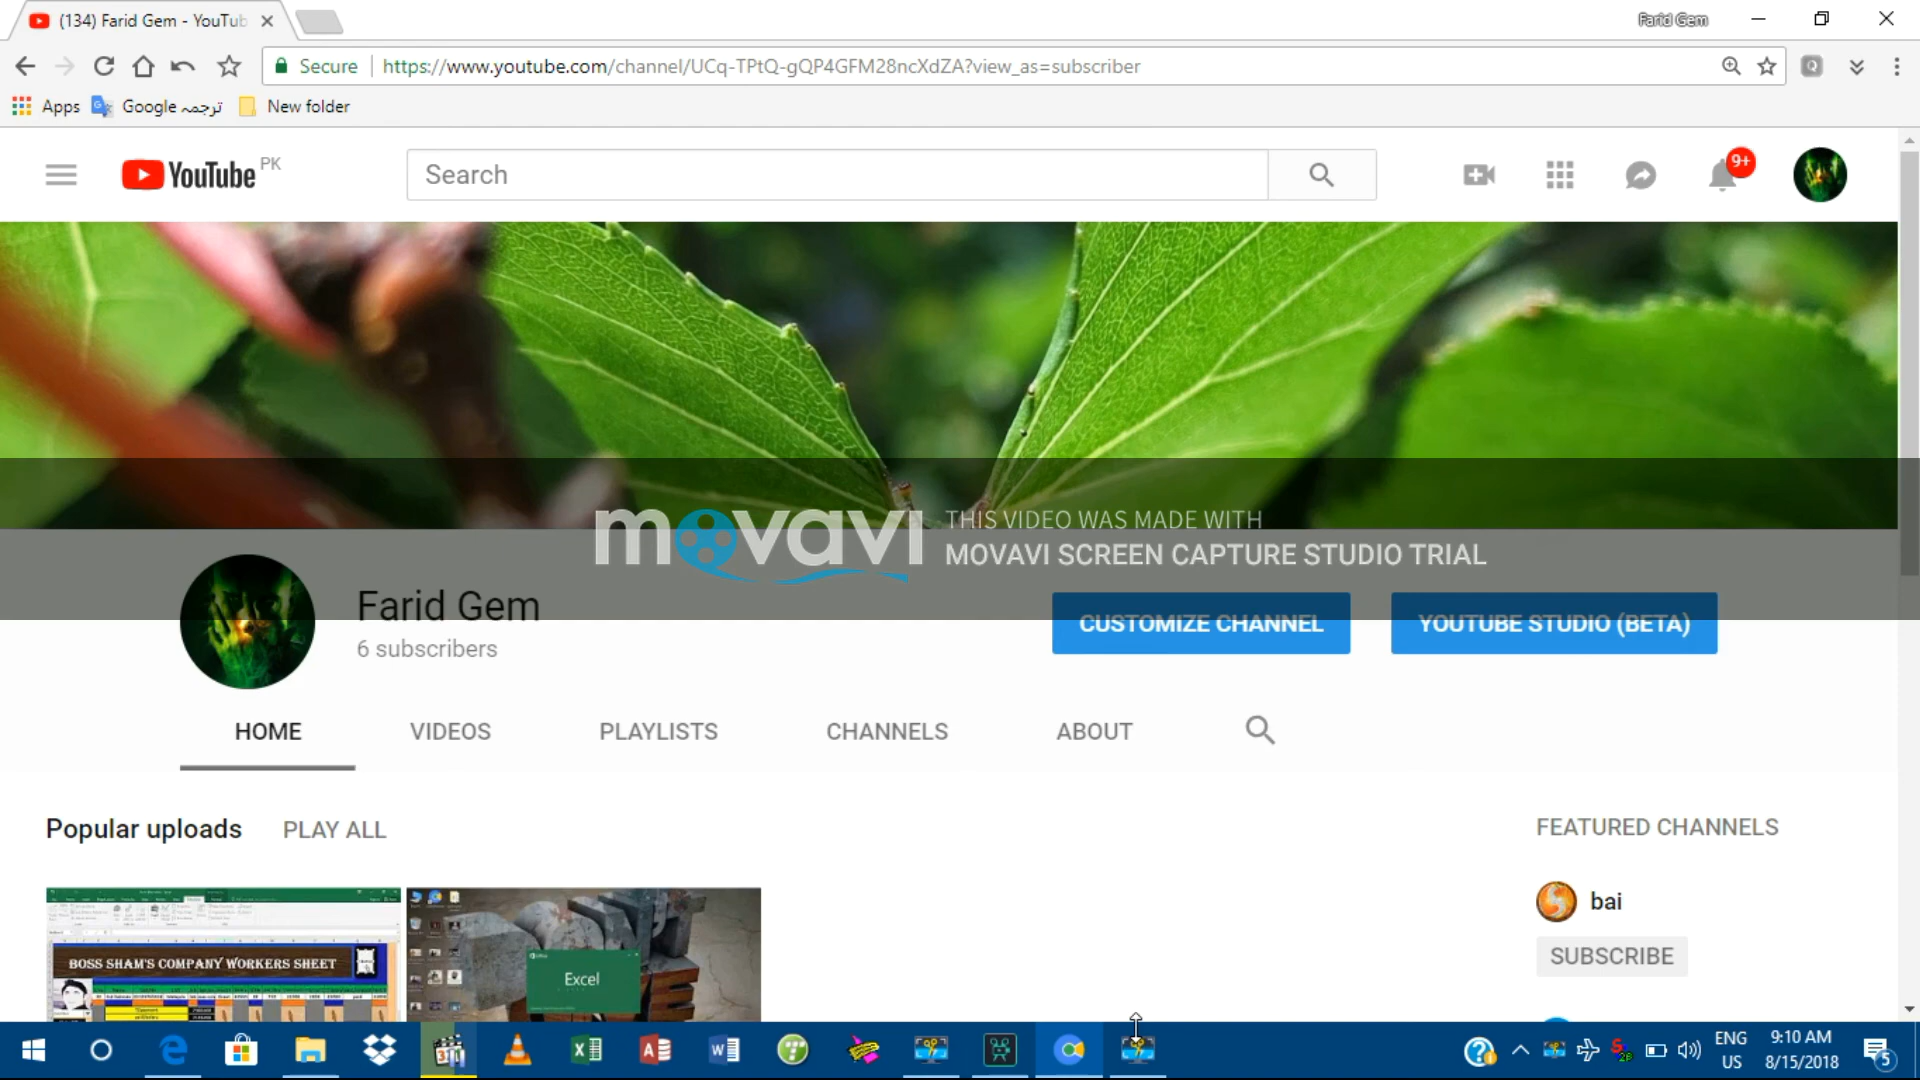 (134) Farid Gem - YouTub
Farid Gem
Secure
https://www.youtube.com/channel/UCq-TPtQ-gQP4GFM28ncXdZA?view_as=subscriber
Apps
Google ترجمه
New folder
YouTube PK
Search
9+
movavi
THIS VIDEO WAS MADE WITH
MOVAVI SCREEN CAPTURE STUDIO TRIAL
Farid Gem
6 subscribers
CUSTOMIZE CHANNEL
YOUTUBE STUDIO (BETA)
HOME
VIDEOS
PLAYLISTS
CHANNELS
ABOUT
Popular uploads
PLAY ALL
FEATURED CHANNELS
bai
SUBSCRIBE
BOSS SHAM'S COMPANY WORKERS SHEET
Excel
ENG
US
9:10 AM
8/15/2018
5